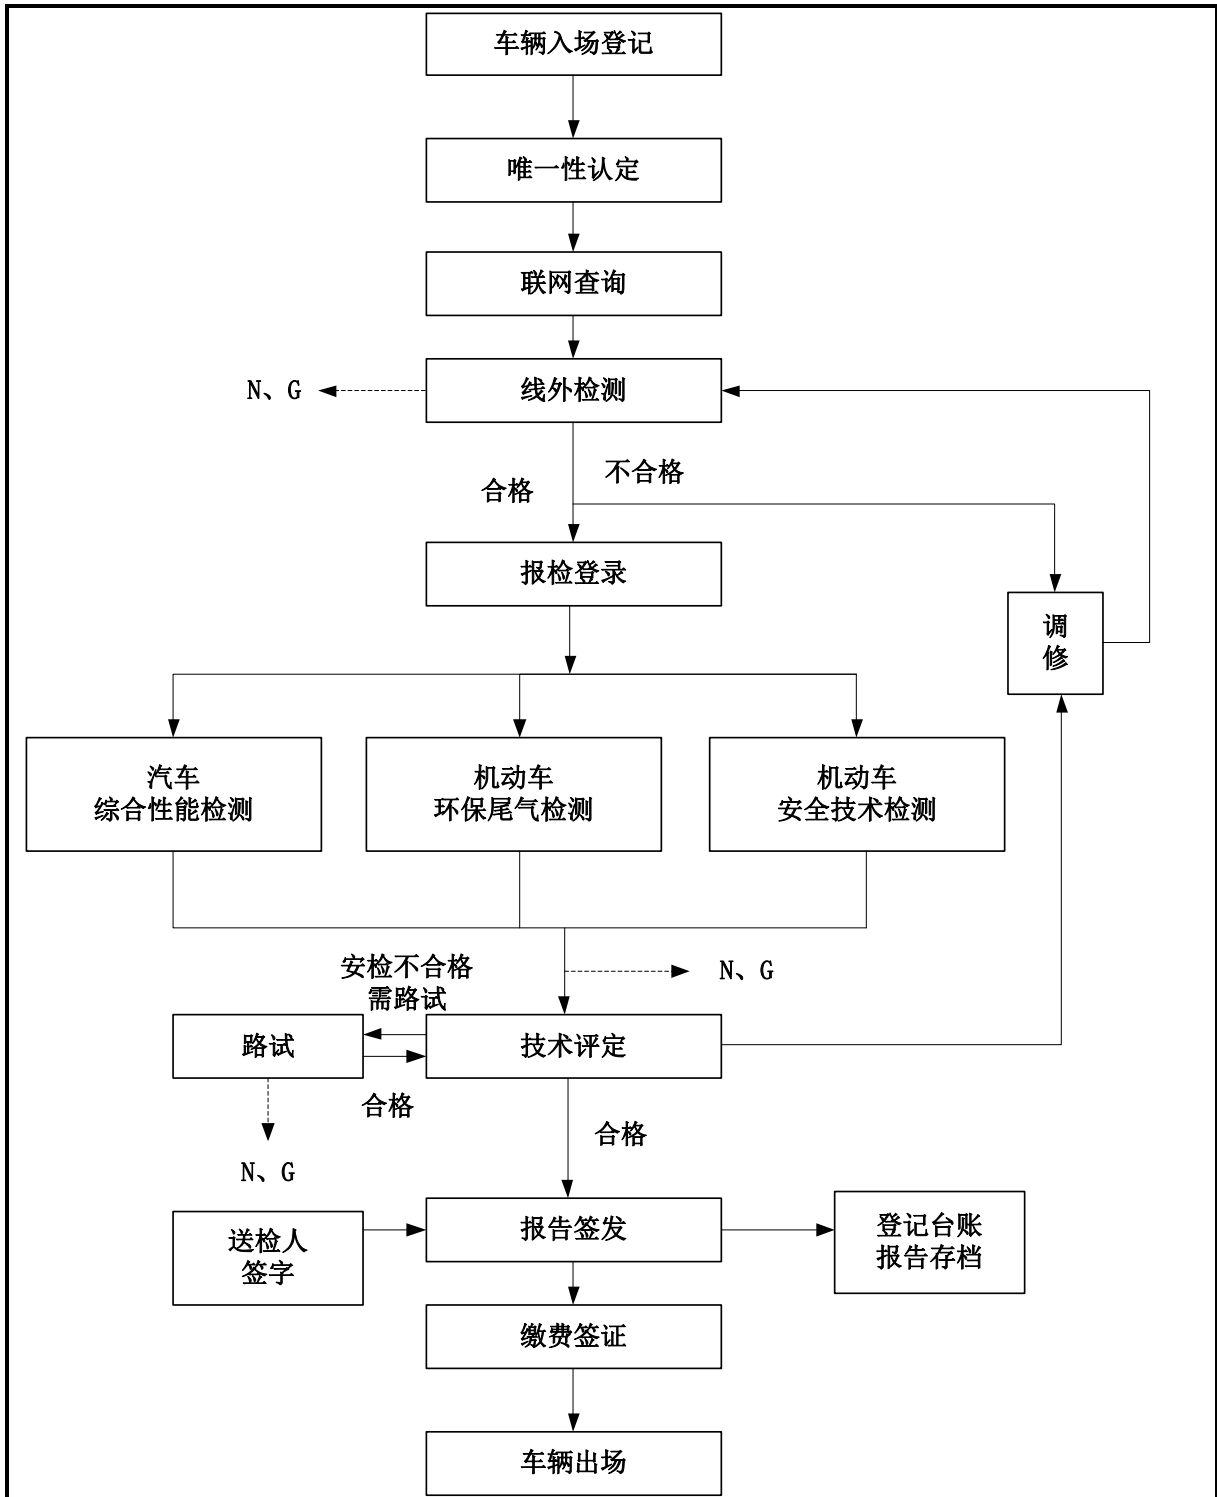 车辆入场登记
唯一性认定
联网查询
N、G
线外检测
不合格
合格
报检登录
调
修
汽车
综合性能检测
机动车
环保尾气检测
机动车
安全技术检测
安检不合格
需路试
N、G
路试
技术评定
合格
合格
N、G
送检人
签字
报告签发
登记台账
报告存档
缴费签证
车辆出场